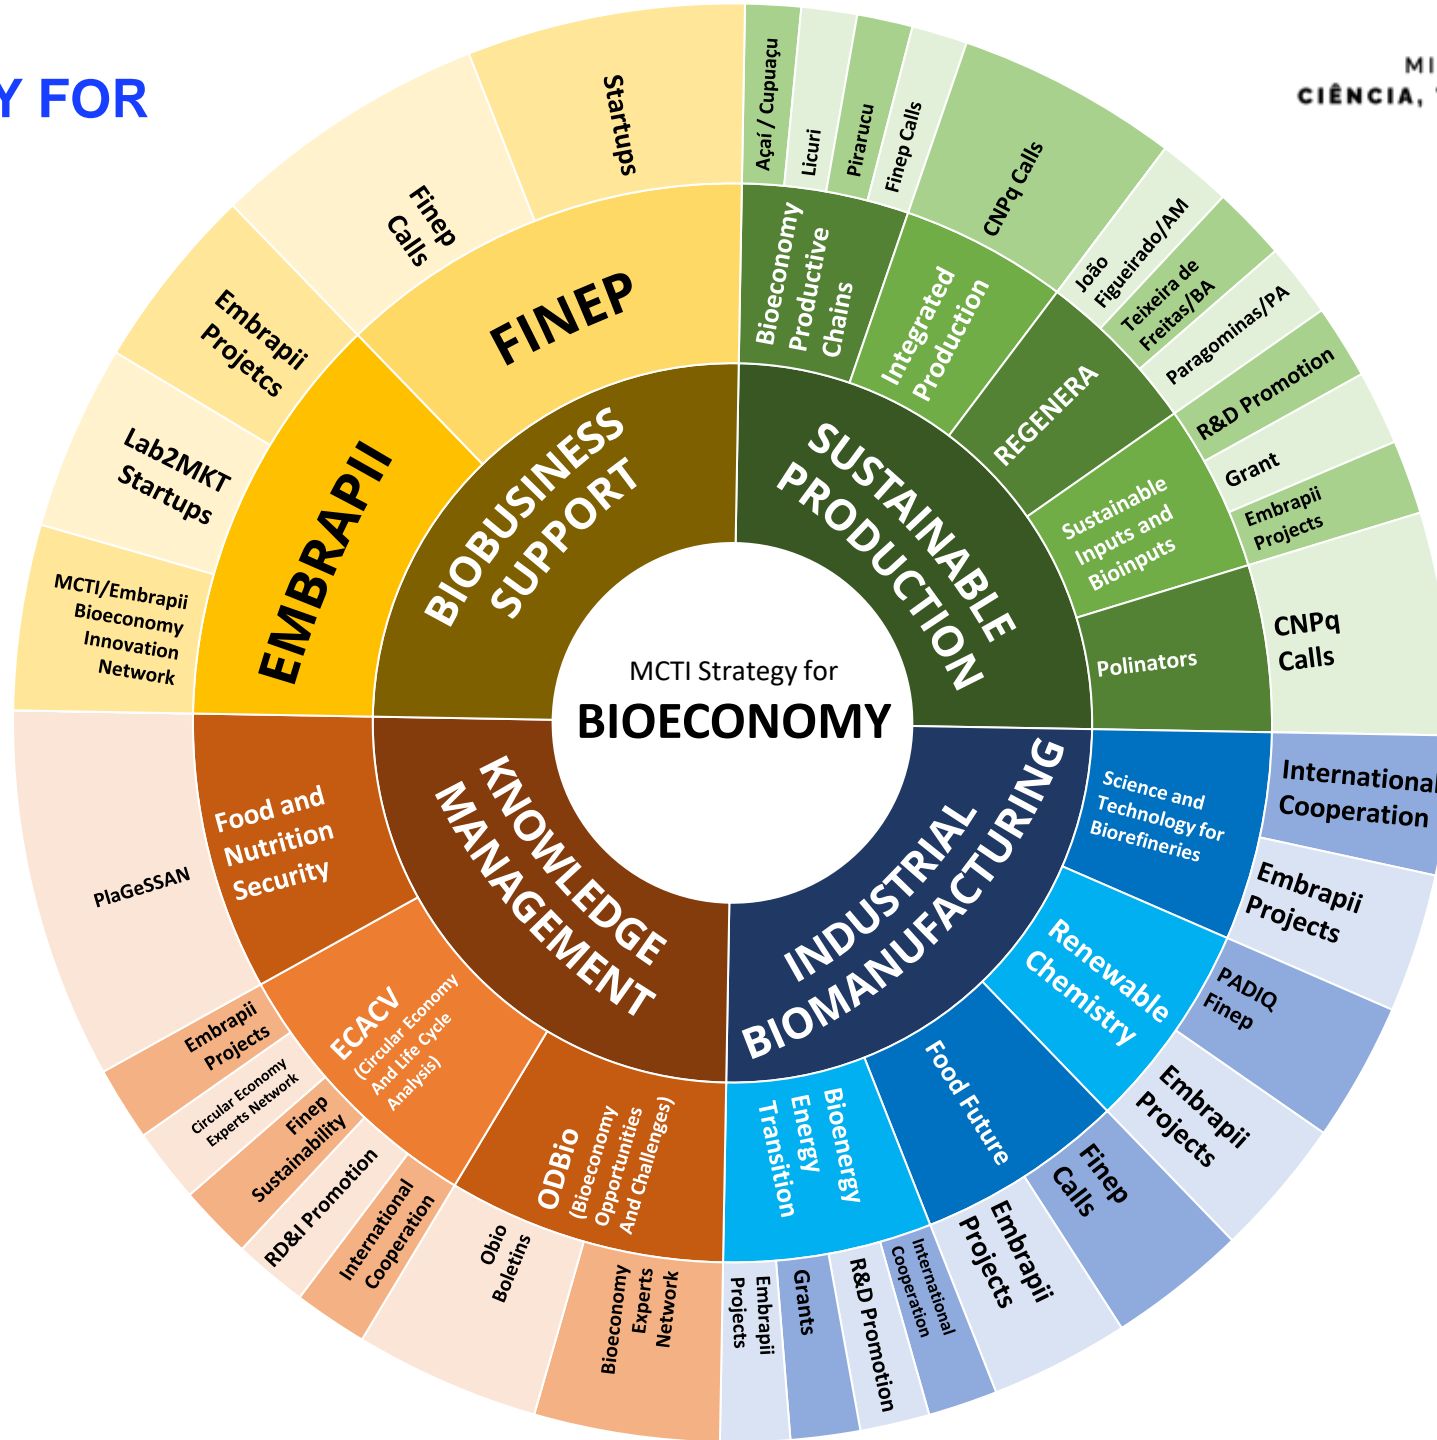 Y FOR
MI
CIÊNCIA,
MCTI Strategy for
BIOECONOMY
SUSTAINABLE
PRODUCTION
Bioeconomy
Productive
Chains
Açaí / Cupuaçu
Licuri
Pirarucu
Finep Calls
Integrated
Production
CNPq Calls
REGENERA
João
Figueirado/AM
Teixeira de
Freitas/BA
Paragominas/PA
Sustainable
Inputs and
Bioinputs
R&D Promotion
Grant
Embrapii
Projects
Polinators
CNPq
Calls
INDUSTRIAL
BIOMANUFACTURING
Science and
Technology for
Biorefineries
International
Cooperation
Embrapii
Projects
Renewable
Chemistry
PADIQ
Finep
Embrapii
Projects
Food Future
Finep
Calls
Embrapii
Projects
Bioenergy
Energy
Transition
International
Cooperation
R&D Promotion
Grants
Embrapii
Projects
KNOWLEDGE
MANAGEMENT
ODBio
(Bioeconomy
Opportunities
And Challenges)
Bioeconomy
Experts
Network
Obio
Boletins
ECACV
(Circular Economy
And Life Cycle
Analysis)
International
Cooperation
RD&I Promotion
Finep
Sustainability
Circular Economy
Experts Network
Embrapii
Projects
Food and
Nutrition
Security
PlaGeSSAN
BIOBUSINESS
SUPPORT
EMBRAPII
MCTI/Embrapii
Bioeconomy
Innovation
Network
Lab2MKT
Startups
Embrapii
Projetcs
FINEP
Finep
Calls
Startups